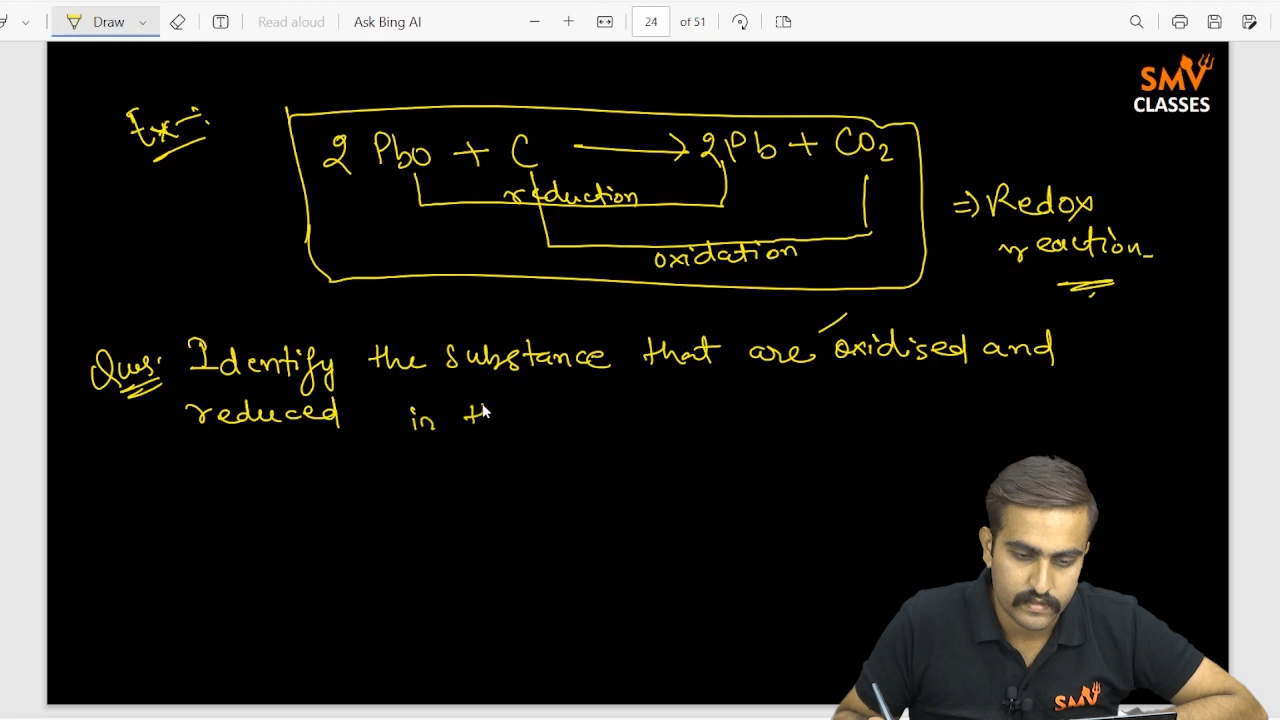 Draw
Read aloud
Ask Bing AI
24 of 51
SMV
CLASSES
Ex-:
2 PbO + C → 2Pb + CO2
reduction
oxidation
⇒ Redox
reaction
Ques: Identify the substance that are oxidised and
reduced in t
SMV